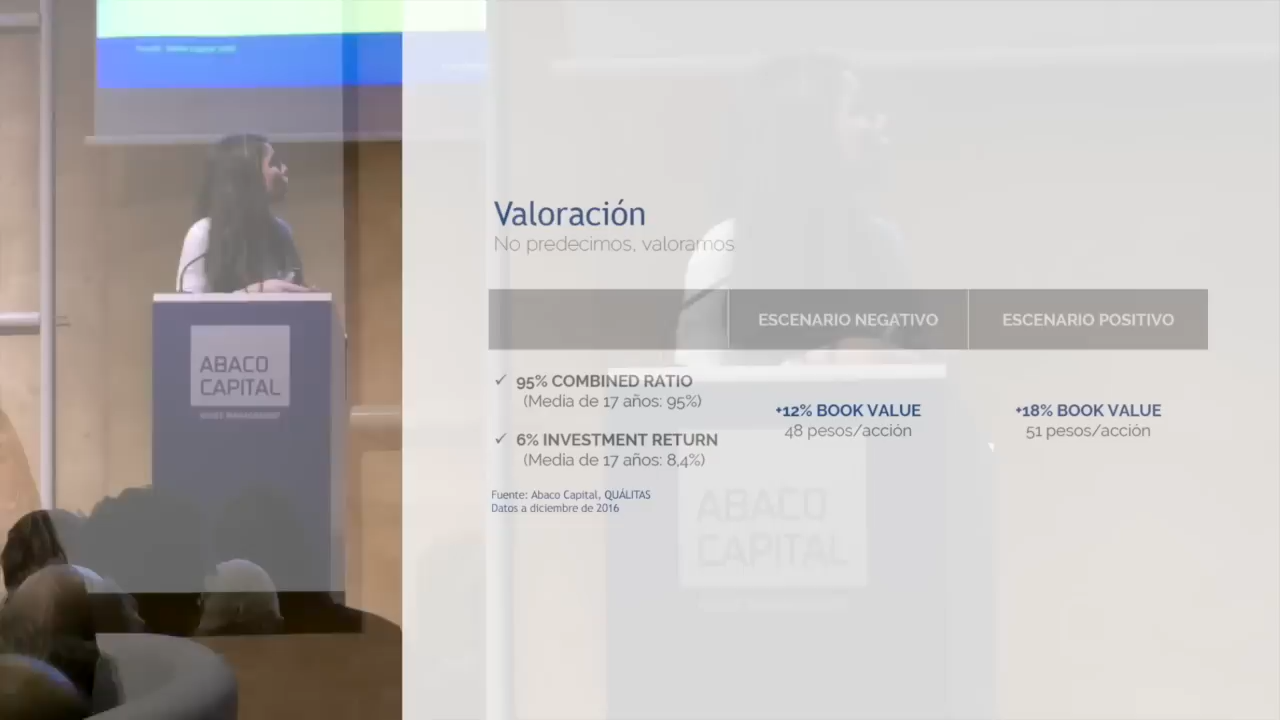 Valoración
No predecimos, valoramos
ESCENARIO NEGATIVO
ESCENARIO POSITIVO
✓ 95% COMBINED RATIO
(Media de 17 años: 95%)
+12% BOOK VALUE
48 pesos/acción
+18% BOOK VALUE
51 pesos/acción
✓ 6% INVESTMENT RETURN
(Media de 17 años: 8,4%)
Fuente: Abaco Capital, QUÁLITAS
Datos a diciembre de 2016
ABACO
CAPITAL
ABACO
CAPITAL